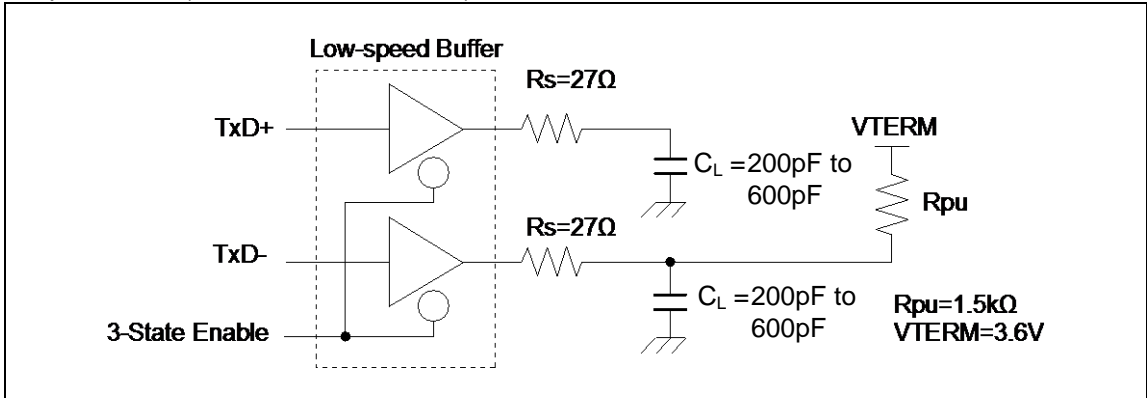 Low-speed Buffer
Rs=27Ω
TxD+
VTERM
C_L =200pF to
600pF
Rpu
Rs=27Ω
TxD-
C_L =200pF to
600pF
Rpu=1.5kΩ
VTERM=3.6V
3-State Enable